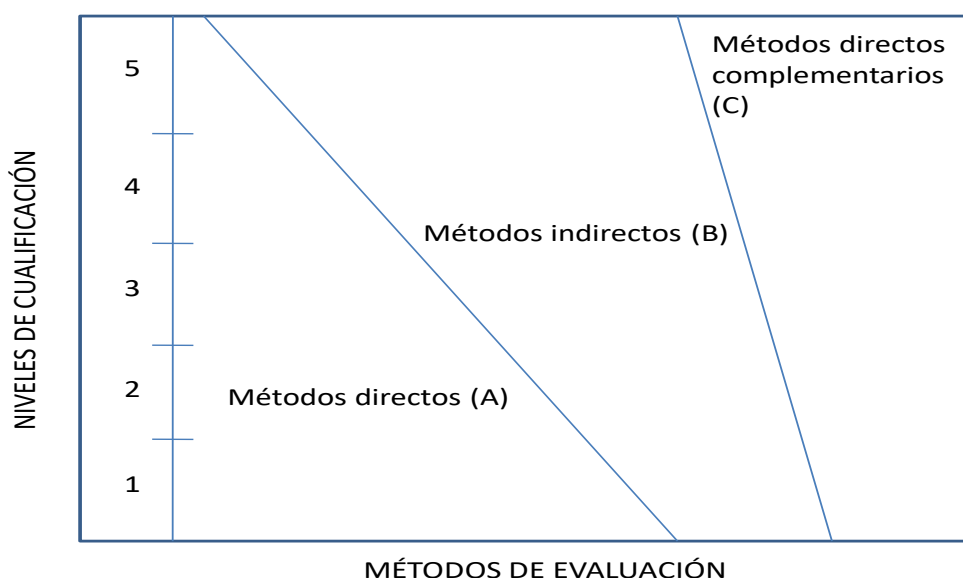 NIVELES DE CUALIFICACIÓN
5
4
3
2
1
Métodos directos
complementarios
(C)
Métodos indirectos (B)
Métodos directos (A)
MÉTODOS DE EVALUACIÓN